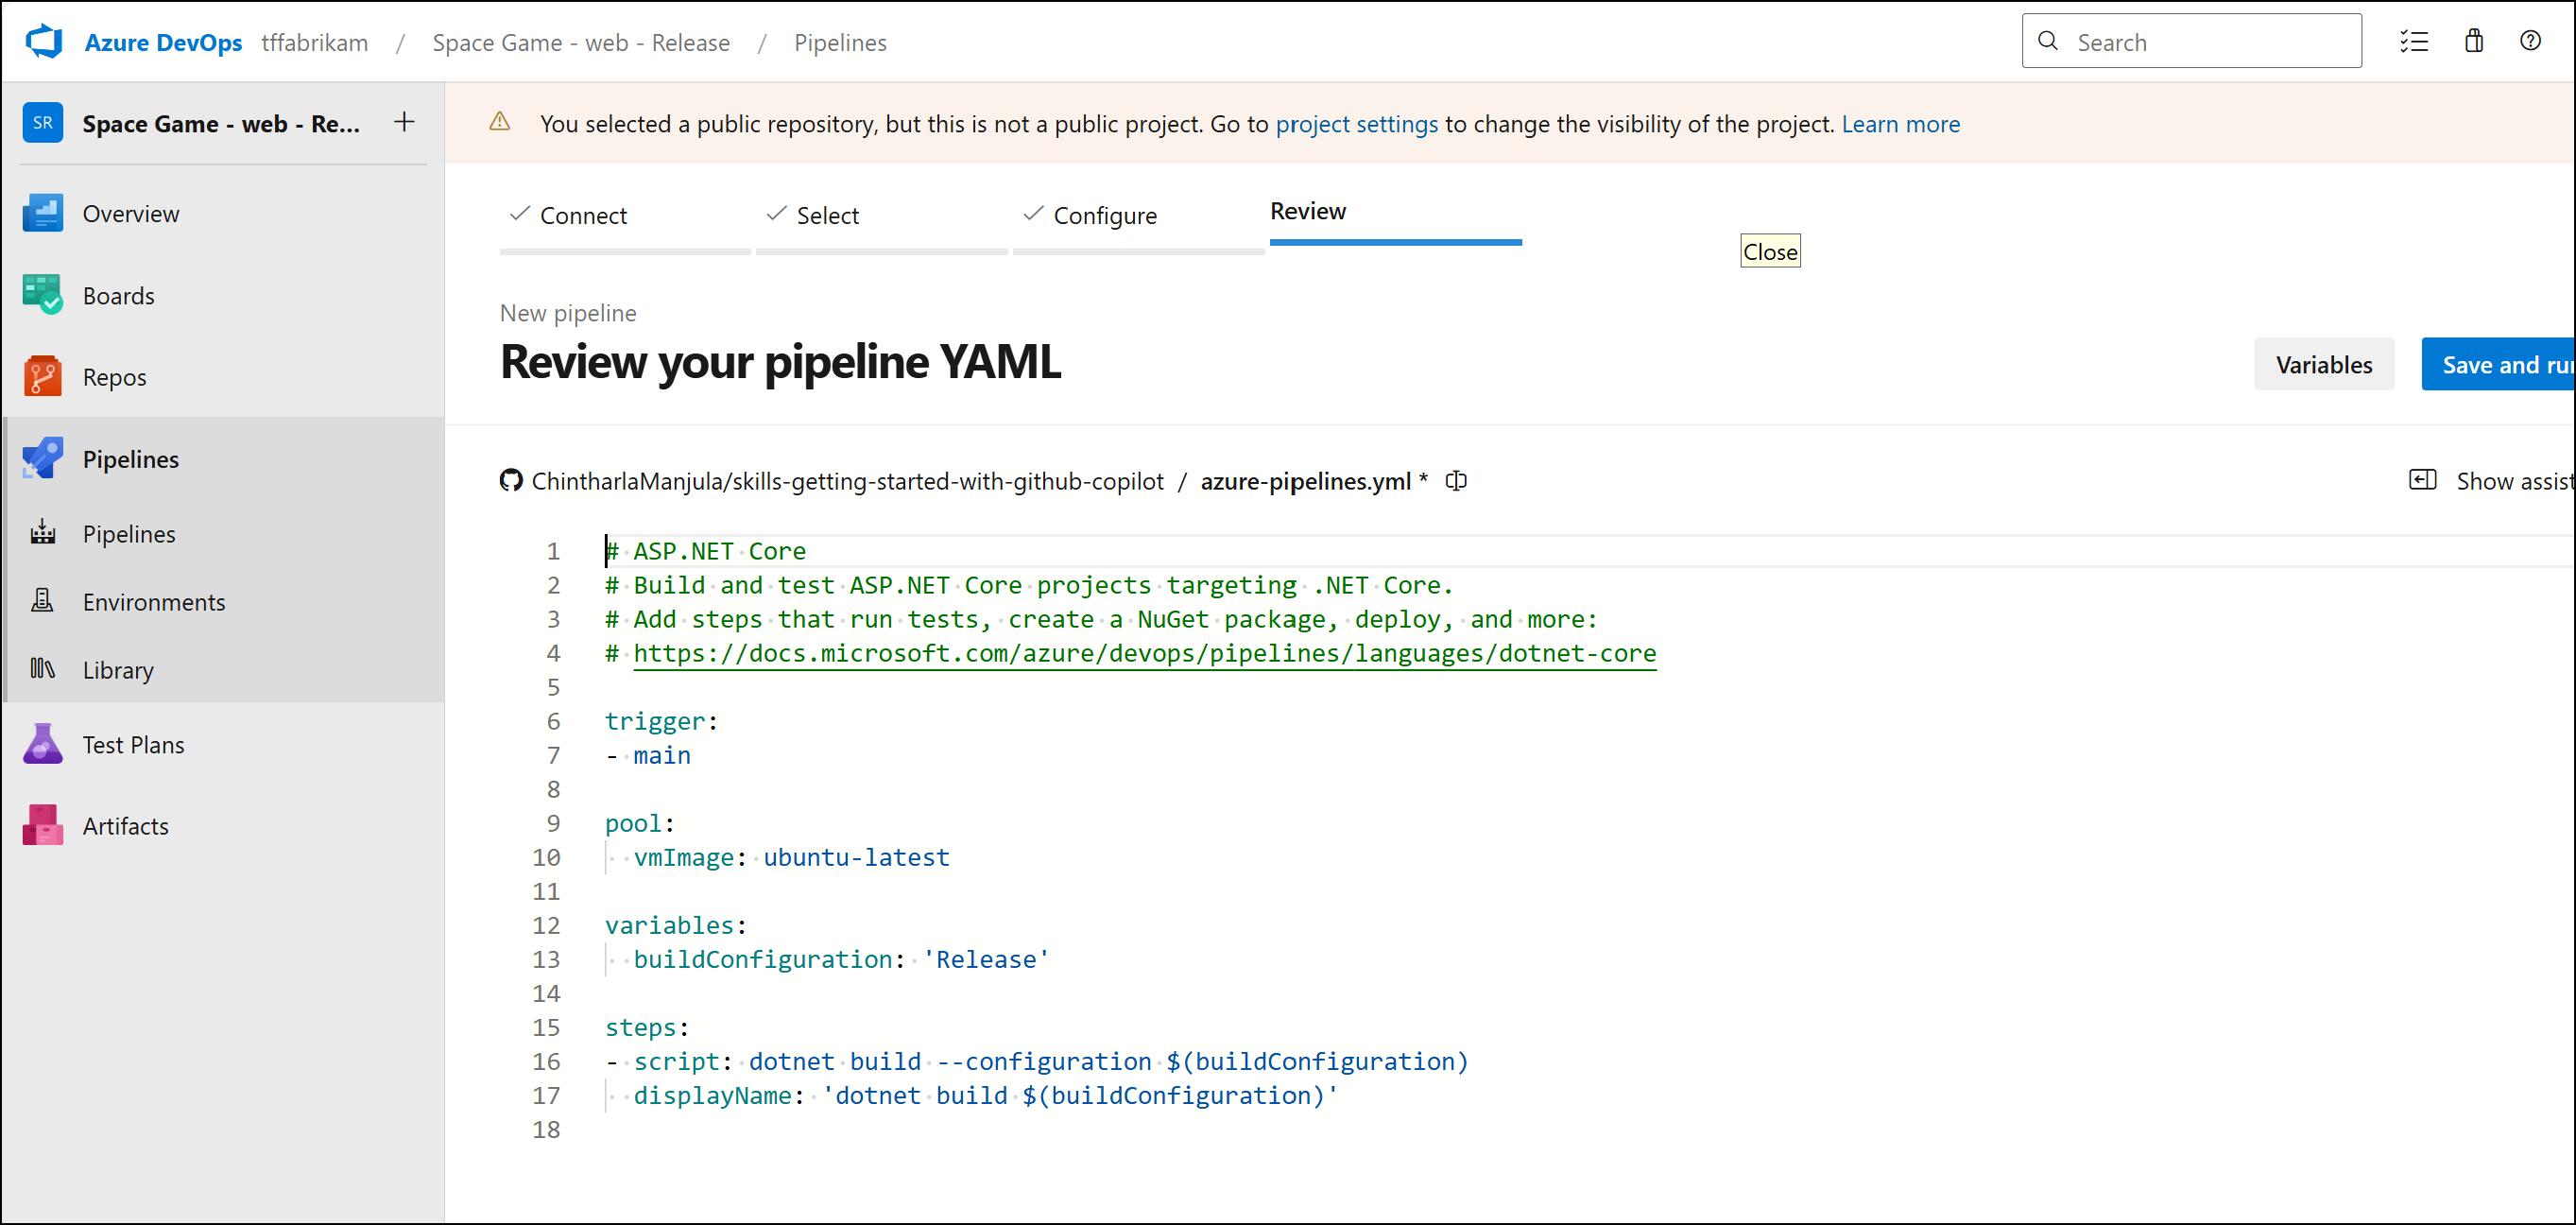 Azure DevOps tffabrikam / Space Game - web - Release / Pipelines
Search
SR Space Game - web - Re... +
You selected a public repository, but this is not a public project. Go to project settings to change the visibility of the project. Learn more
Overview
Boards
Repos
Pipelines
Pipelines
Environments
Library
Test Plans
Artifacts
Connect
Select
Configure
Review
Close
New pipeline
Review your pipeline YAML
Variables
Save and run
ChintharlaManjula/skills-getting-started-with-github-copilot / azure-pipelines.yml *
Show assist
1 # ASP.NET Core
2 # Build and test ASP.NET Core projects targeting .NET Core.
3 # Add steps that run tests, create a NuGet package, deploy, and more:
4 # https://docs.microsoft.com/azure/devops/pipelines/languages/dotnet-core
5
6 trigger:
7 - main
8
9 pool:
10   vmImage: ubuntu-latest
11
12 variables:
13   buildConfiguration: 'Release'
14
15 steps:
16 - script: dotnet build --configuration $(buildConfiguration)
17   displayName: 'dotnet build $(buildConfiguration)'
18